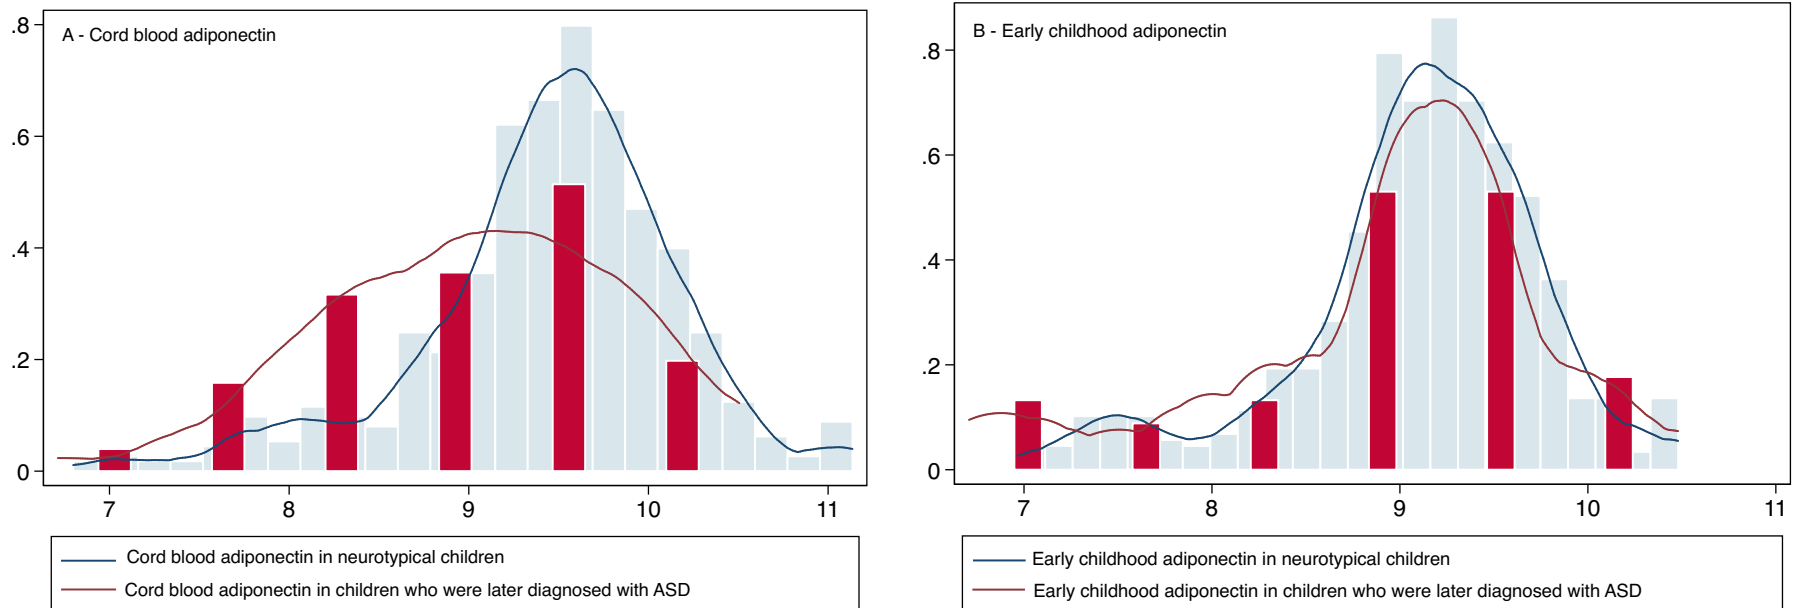 A - Cord blood adiponectin
.8
.6
.4
.2
0
7 8 9 10 11
Cord blood adiponectin in neurotypical children
Cord blood adiponectin in children who were later diagnosed with ASD
B - Early childhood adiponectin
.8
.6
.4
.2
0
7 8 9 10 11
Early childhood adiponectin in neurotypical children
Early childhood adiponectin in children who were later diagnosed with ASD